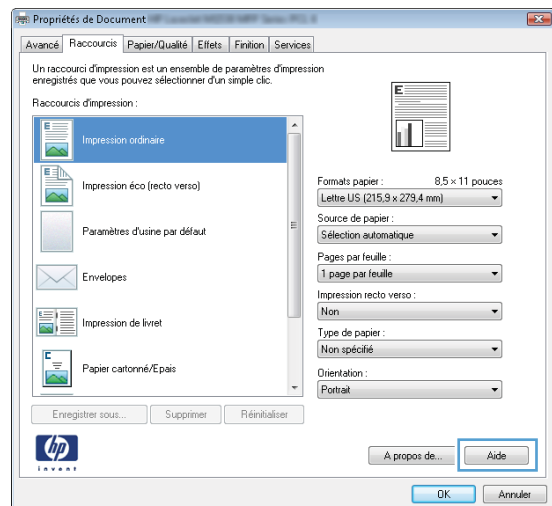 Propriétés de Document
Avancé Raccourcis Papier/Qualité Effets Finition Services
Un raccourci d'impression est un ensemble de paramètres d'impression
enregistrés que vous pouvez sélectionner d'un simple clic.
Raccourcis d'impression :
Impression ordinaire
Impression éco (recto verso)
Paramètres d'usine par défaut
Envelopes
Impression de livret
Papier cartonné/Epais
Enregistrer sous... Supprimer Réinitialiser
Formats papier : 8,5 × 11 pouces
Lettre US (215,9 x 279,4 mm)
Source de papier :
Sélection automatique
Pages par feuille :
1 page par feuille
Impression recto verso :
Non
Type de papier :
Non spécifié
Orientation :
Portrait
hp
invent
A propos de... Aide
OK Annuler